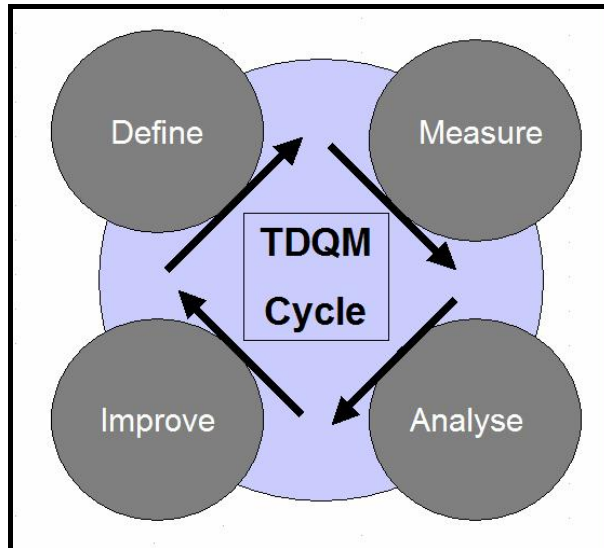 Define
Measure
TDQM
Cycle
Improve
Analyse